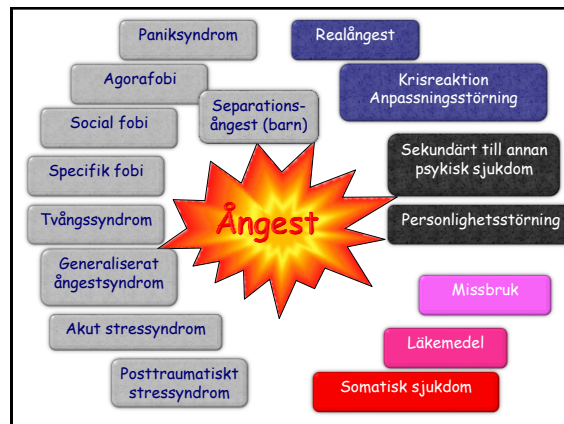 Paniksyndrom
Realångest
Agorafobi
Krisreaktion
Anpassningsstörning
Separations-
ångest (barn)
Social fobi
Sekundärt till annan
psykisk sjukdom
Specifik fobi
Ångest
Tvångssyndrom
Personlighetsstörning
Generaliserat
ångestsyndrom
Missbruk
Akut stressyndrom
Läkemedel
Posttraumatiskt
stressyndrom
Somatisk sjukdom